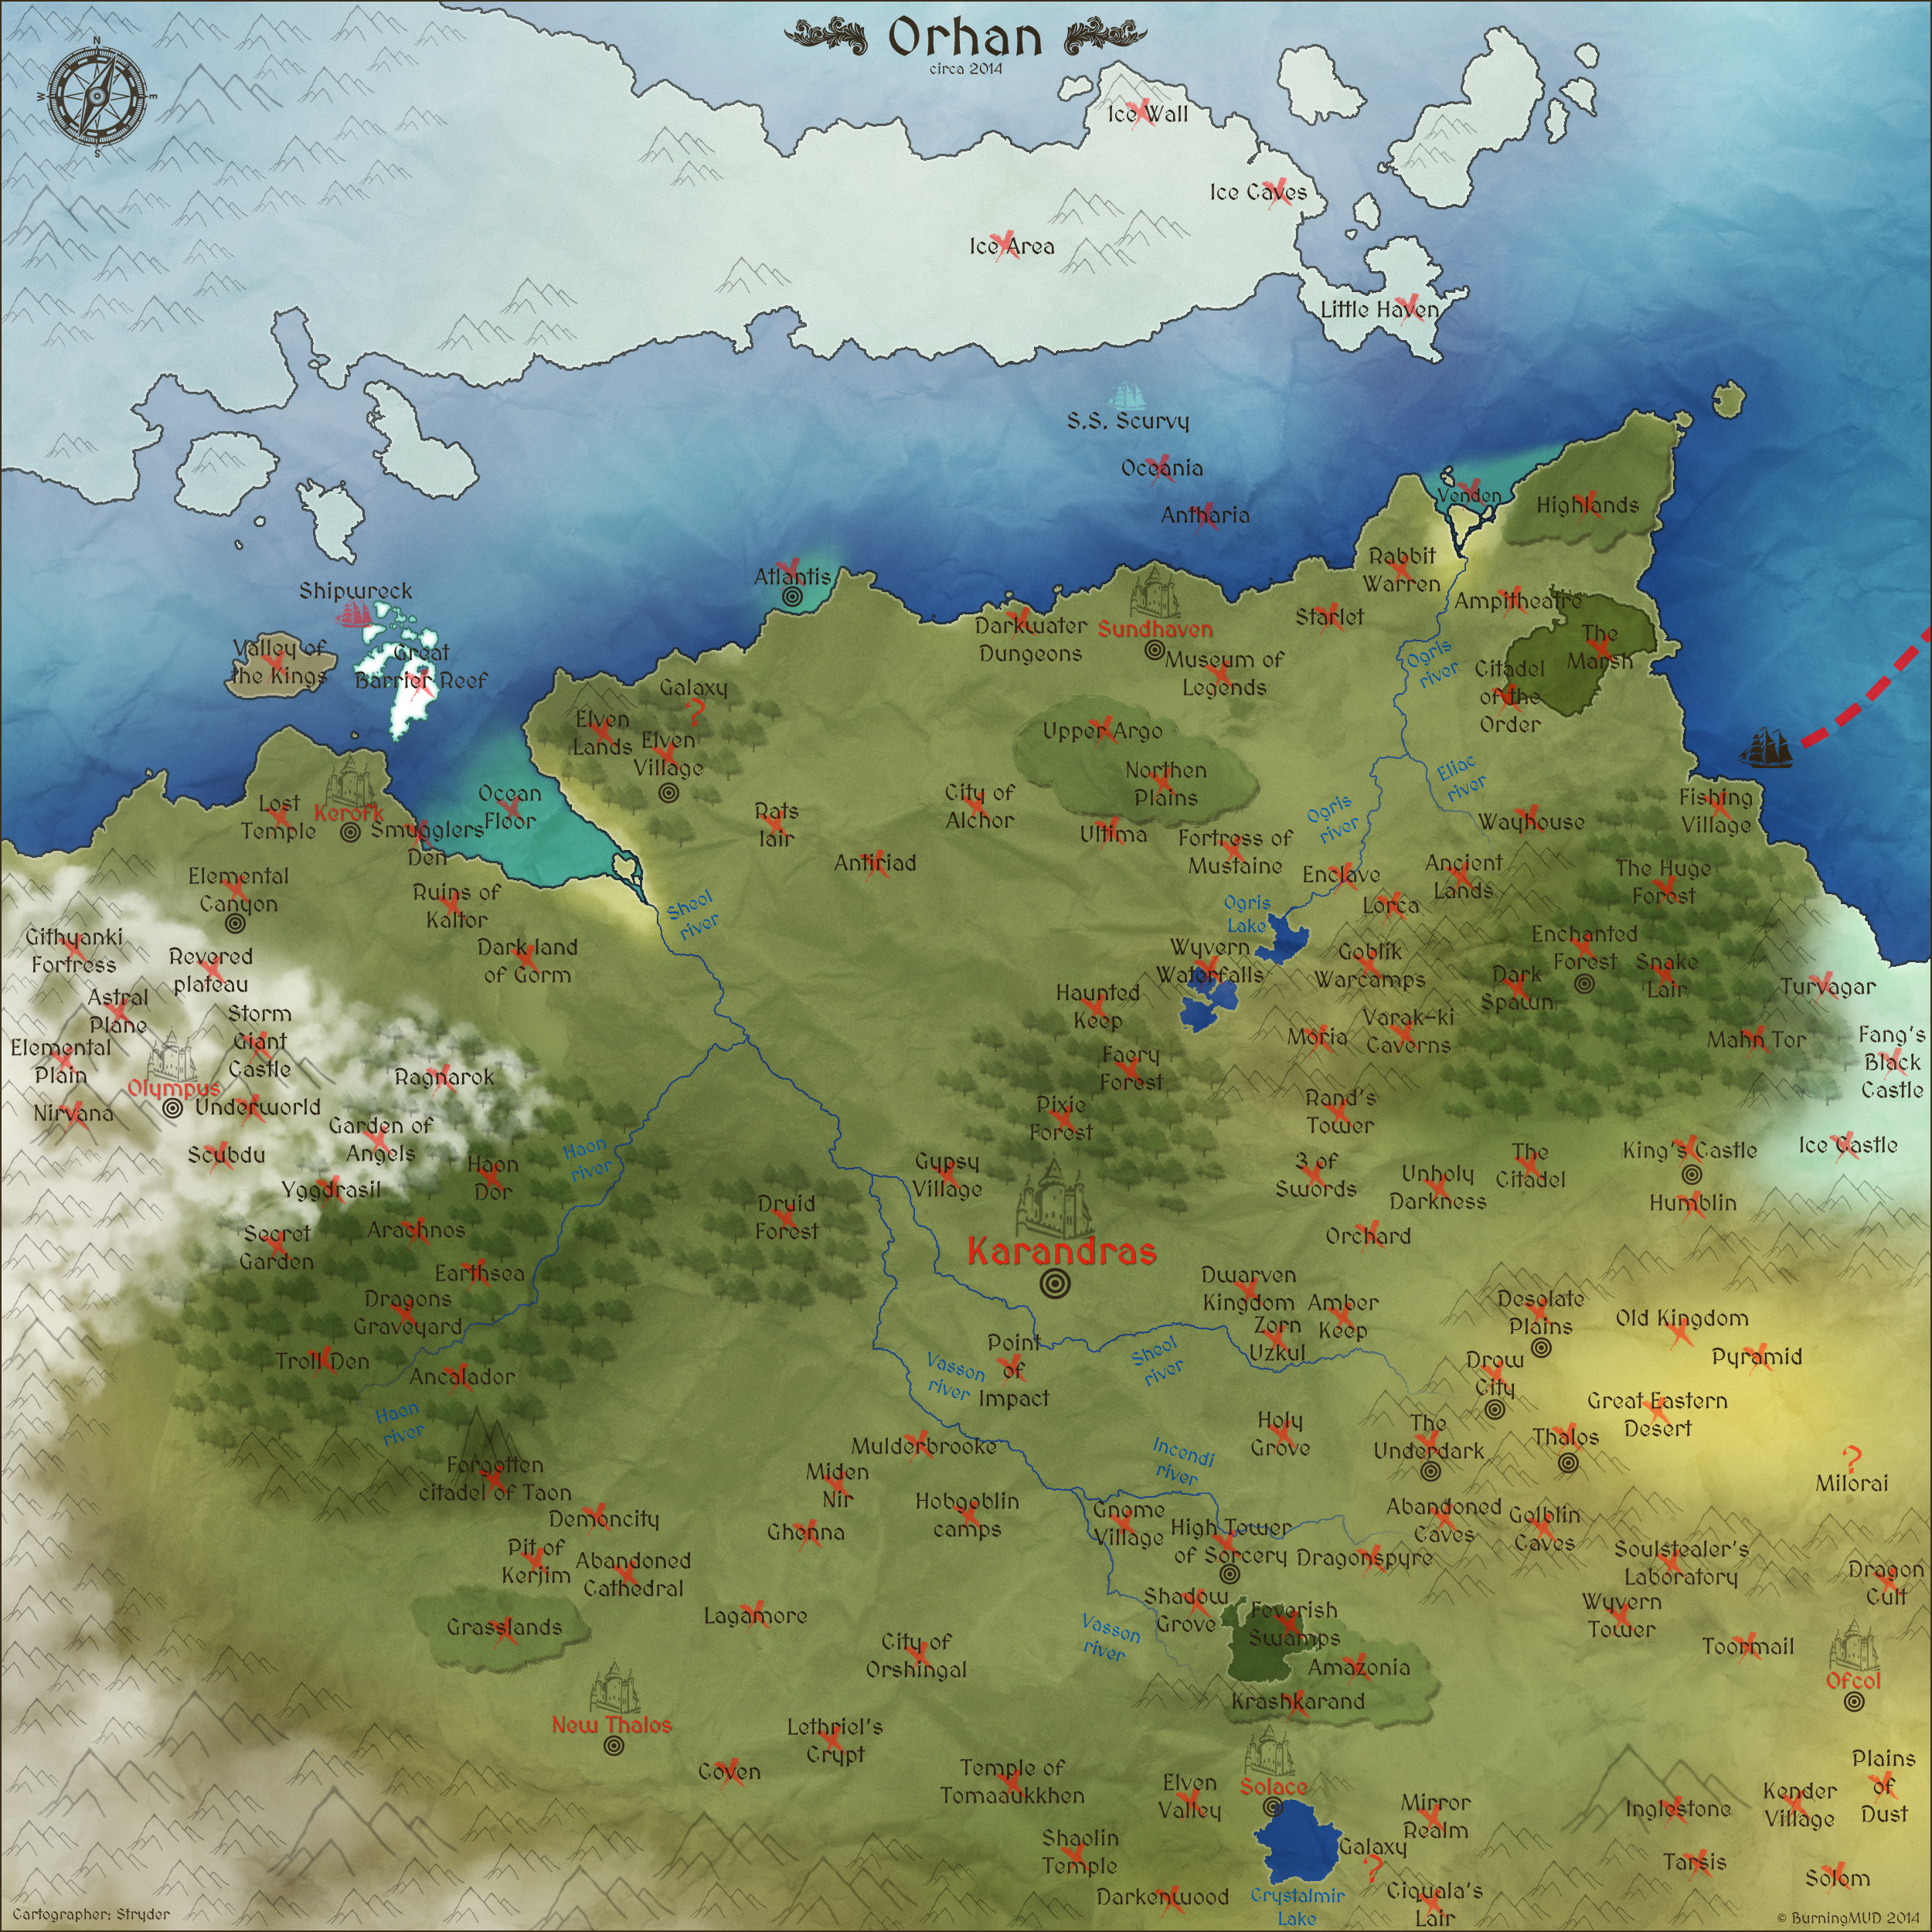 Orhan
circa 2014
N
W
E
S
Ice Wall
Ice Caves
Ice Area
Little Haven
S.S. Scurvy
Oceania
Antharia
Venden
Highlands
Rabbit
Warren
Atlantis
Shipwreck
Valley of
the Kings
Great
Barrier Reef
Darkwater
Dungeons
Sundhaven
Museum of
Legends
Starlet
Ampitheatre
The
Marsh
Citadel
of the
Order
Ogris
river
Galaxy
Elven
Lands
Elven
Village
Upper Argo
Northen
Plains
Eliac
river
Ogris
river
Lost
Temple
Kerofk
Smugglers
Den
Ocean
Floor
Rats
lair
City of
Alchor
Antiriad
Ultima
Fortress of
Mustaine
Wayhouse
Fishing
Village
Elemental
Canyon
Ruins of
Kaltor
Sheol
river
Enclave
Ancient
Lands
The Huge
Forest
Lorca
Ogris
Lake
Githyanki
Fortress
Revered
plateau
Dark land
of Gorm
Wyvern
Waterfalls
Goblik
Warcamps
Enchanted
Forest
Dark
Spawn
Snake
Lair
Turvagar
Astral
Plane
Storm
Giant
Castle
Haunted
Keep
Moria
Varak-ki
Caverns
Mahn Tor
Fang's
Black
Castle
Elemental
Plain
Olympus
Nirvana
Underworld
Ragnarok
Faery
Forest
Pixie
Forest
Rand's
Tower
Scubdu
Garden of
Angels
Haon
Dor
Haon
river
Yggdrasil
Gypsy
Village
3 of
Swords
Unholy
Darkness
The
Citadel
King's Castle
Ice Castle
Humblin
Secret
Garden
Arachnos
Druid
Forest
Karandras
Orchard
Earthsea
Dragons
Graveyard
Dwarven
Kingdom
Amber
Keep
Zorn
Uzkul
Desolate
Plains
Old Kingdom
Pyramid
Troll Den
Ancalador
Point
of
Impact
Vasson
river
Sheol
river
Drow
City
Great Eastern
Desert
Haon
river
Holy
Grove
The
Underdark
Thalos
Milorai
Mulderbrooke
Incendi
river
Forgotten
citadel of Taon
Miden
Nir
Hobgoblin
camps
Gnome
Village
High Tower
of Sorcery
Abandoned
Caves
Golblin
Caves
Demoncity
Ghenna
Dragonspyre
Soulstealer's
Laboratory
Pit of
Kerjim
Abandoned
Cathedral
Dragon
Cult
Shadow
Grove
Feverish
Swamps
Wyvern
Tower
Grasslands
Lagamore
Vasson
river
Toormail
City of
Orshingal
Amazonia
Ofcol
Krashkarand
New Thalos
Lethriel's
Crypt
Coven
Temple of
Tomaaukkhen
Elven
Valley
Solace
Mirror
Realm
Inglestone
Kender
Village
Plains
of
Dust
Shaolin
Temple
Galaxy
Tarsis
Solom
Darkenwood
Crystalmir
Lake
Ciquala's
Lair
Cartographer: Stryder
© BurningMUD 2014